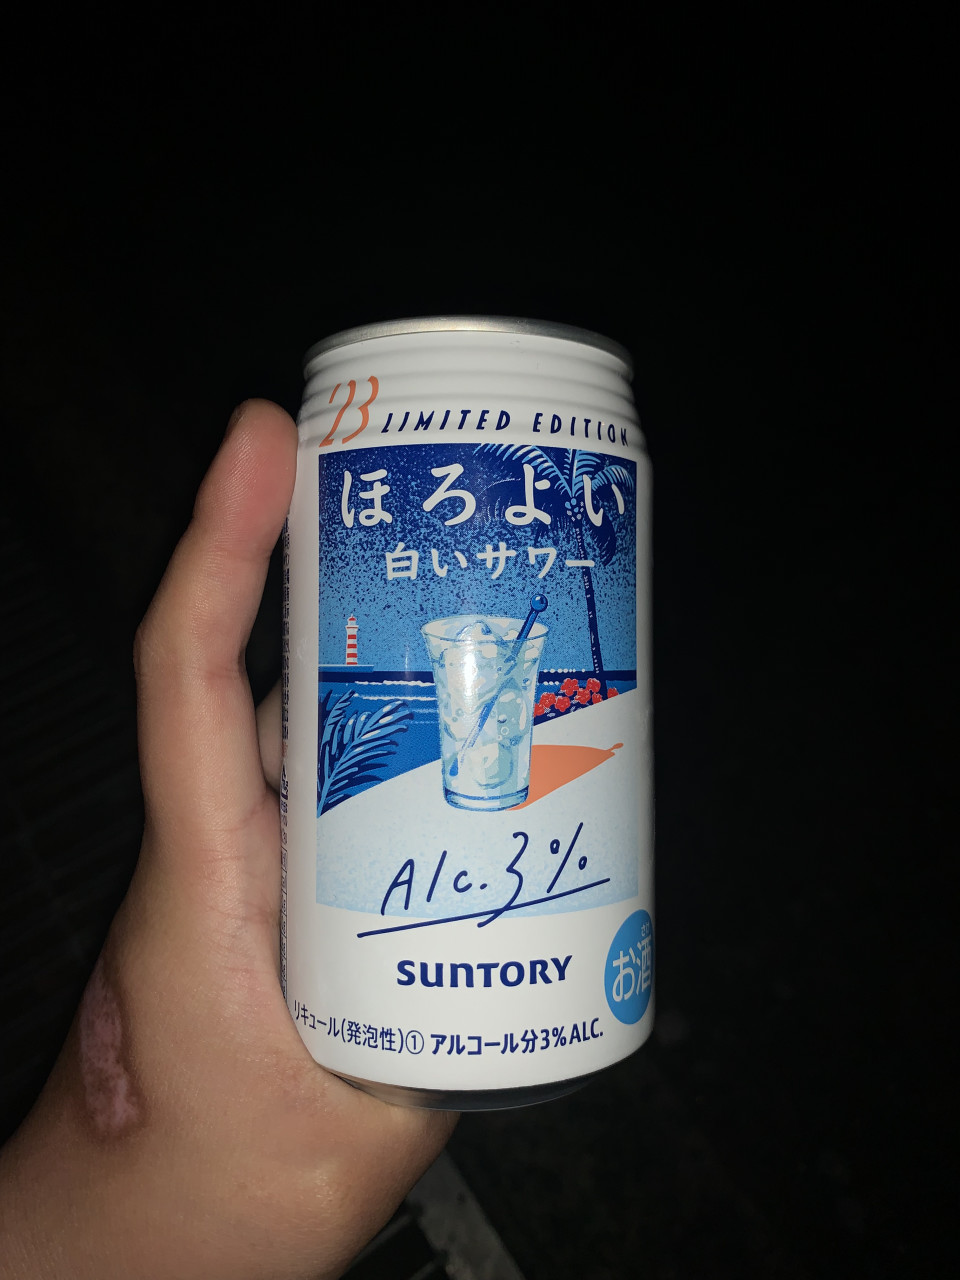 '23 LIMITED EDITION
ほろよい
白いサワー
Alc.3%
SUNTORY
お酒
リキュール(発泡性)① アルコール分3%ALC.